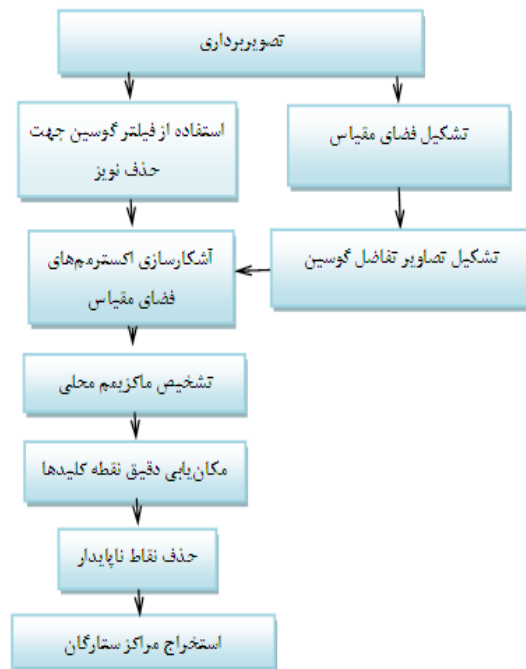 تصویربرداری
استفاده از فیلتر گوسین جهت
حذف نویز
تشکیل فضای مقیاس
آشکارسازی اکسترمم‌های
فضای مقیاس
تشکیل تصاویر تفاضل گوسین
تشخیص ماکزیمم محلی
مکان‌یابی دقیق نقطه کلیدها
حذف نقاط ناپایدار
استخراج مراکز ستارگان